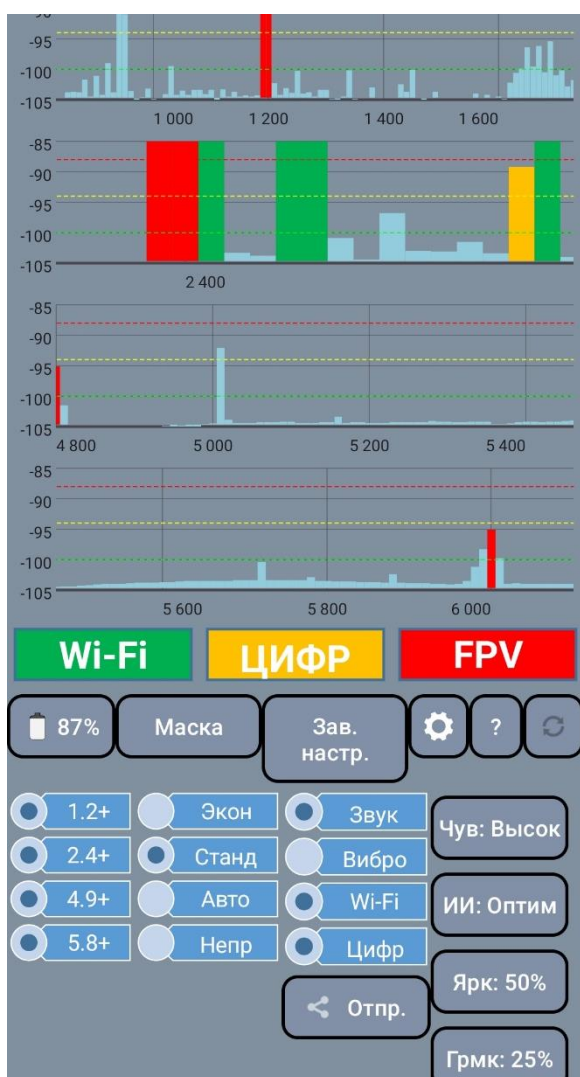 -90
-95
-100
-105
1 000 1 200 1 400 1 600
-85
-90
-95
-100
-105
2 400
-85
-90
-95
-100
-105
4 800 5 000 5 200 5 400
-85
-90
-95
-100
-105
5 600 5 800 6 000
Wi-Fi ЦИФР FPV
87% Маска Зав. настр. ?
1.2+ Экон Звук
Чув: Высок
2.4+ Станд Вибро
4.9+ Авто Wi-Fi
ИИ: Оптим
5.8+ Непр Цифр
Ярк: 50%
Отпр.
Грмк: 25%